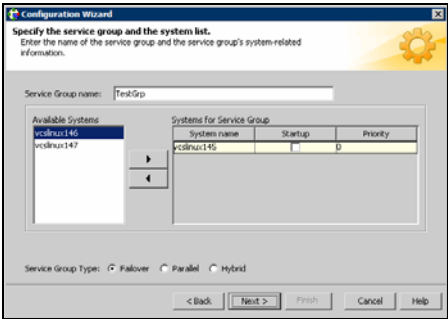 Configuration Wizard
Specify the service group and the system list.
Enter the name of the service group and the service group's system-related
information.
Service Group name: TestGrp
Available Systems
vcslinux146
vcslinux147
Systems for Service Group
System name Startup Priority
vcslinux145 0
Service Group Type: Failover Parallel Hybrid
< Back Next > Finish Cancel Help